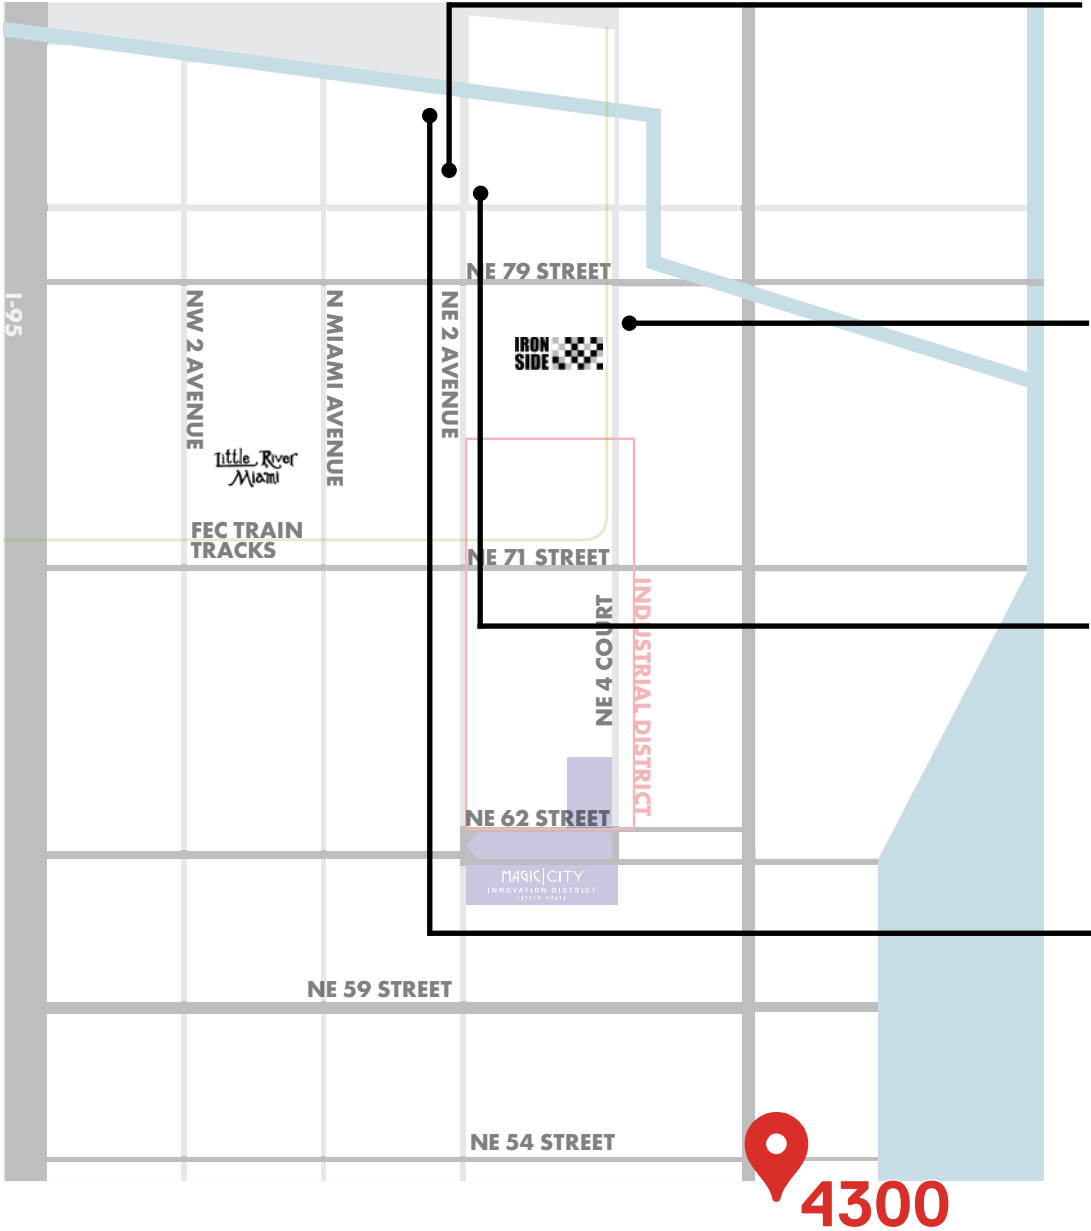 NE 79 STREET
I-95
NW 2 AVENUE
N MIAMI AVENUE
NE 2 AVENUE
IRON
SIDE
Little River
Miami
FEC TRAIN
TRACKS
NE 71 STREET
NE 4 COURT
INDUSTRIAL DISTRICT
NE 62 STREET
MAGIC|CITY
INNOVATION DISTRICT
LITTLE HAITI
NE 59 STREET
NE 54 STREET
4300